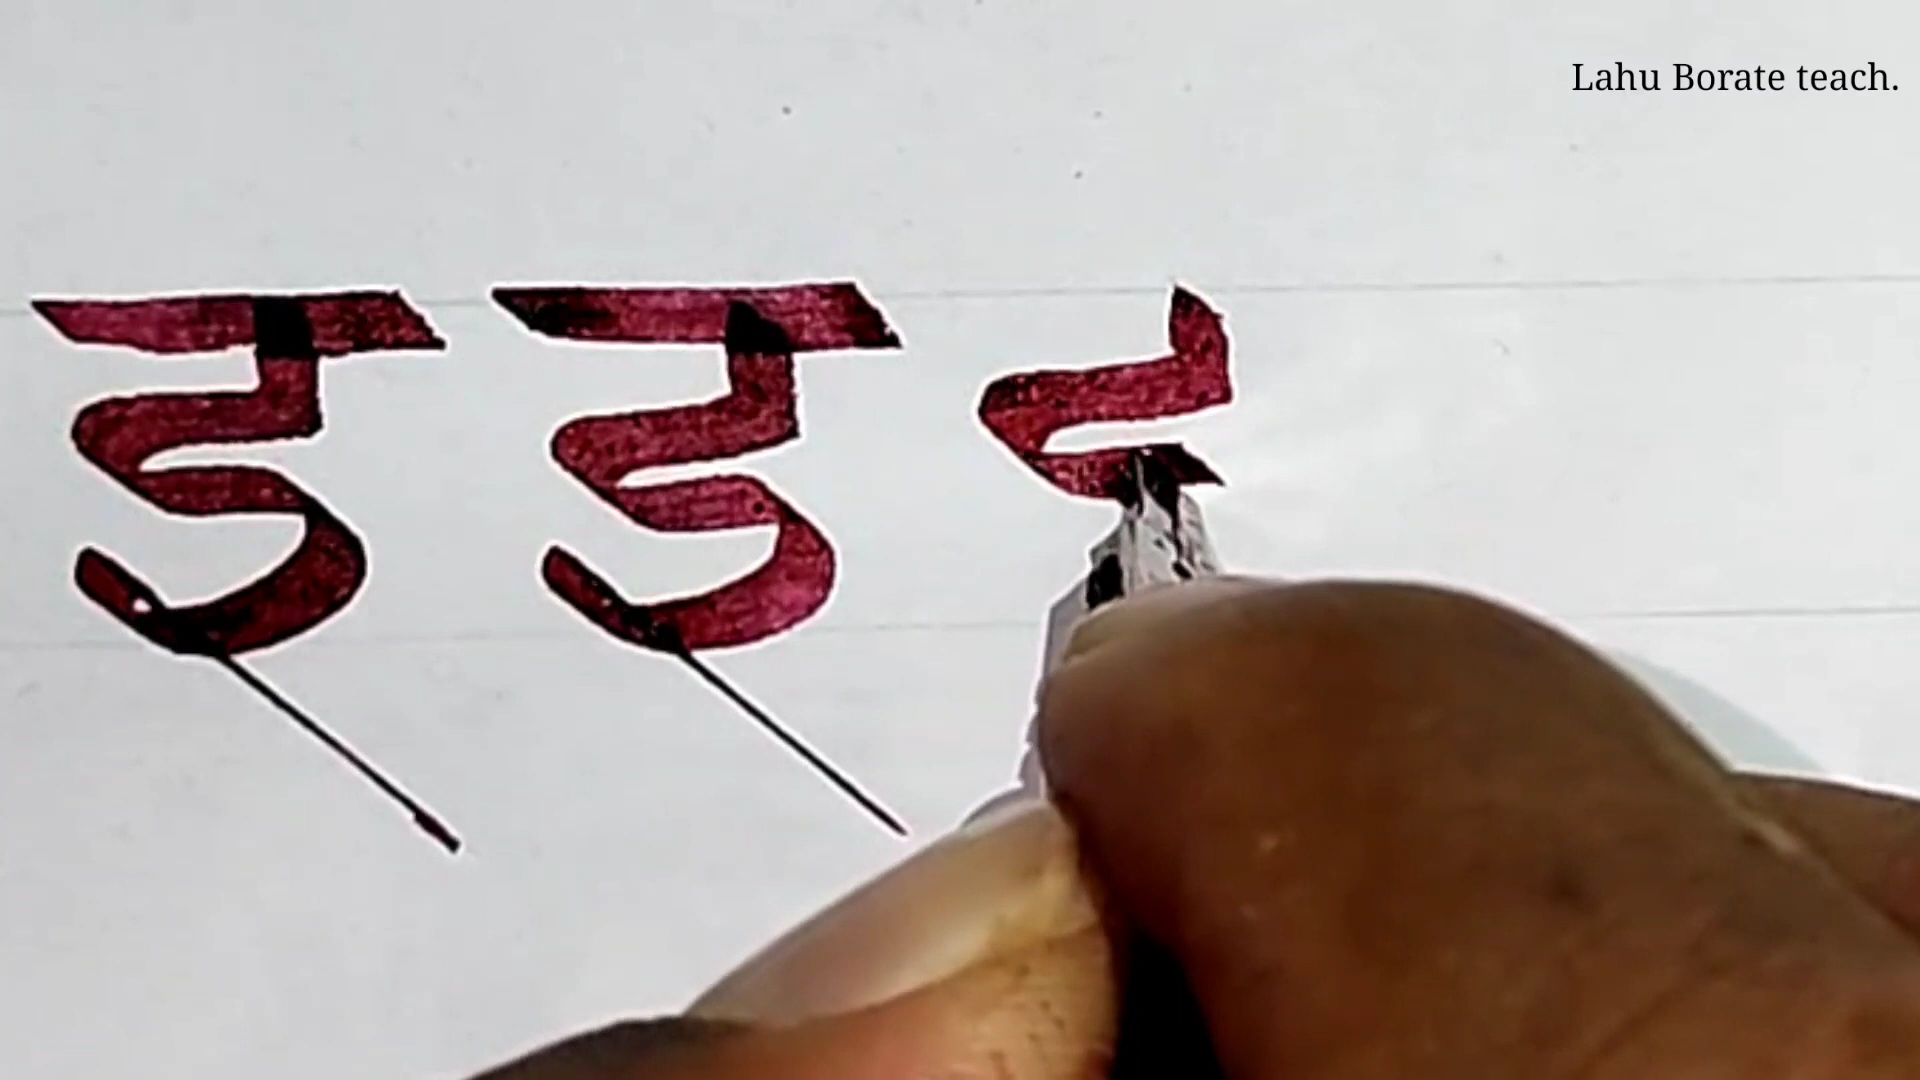 Lahu Borate teach.
इ इ